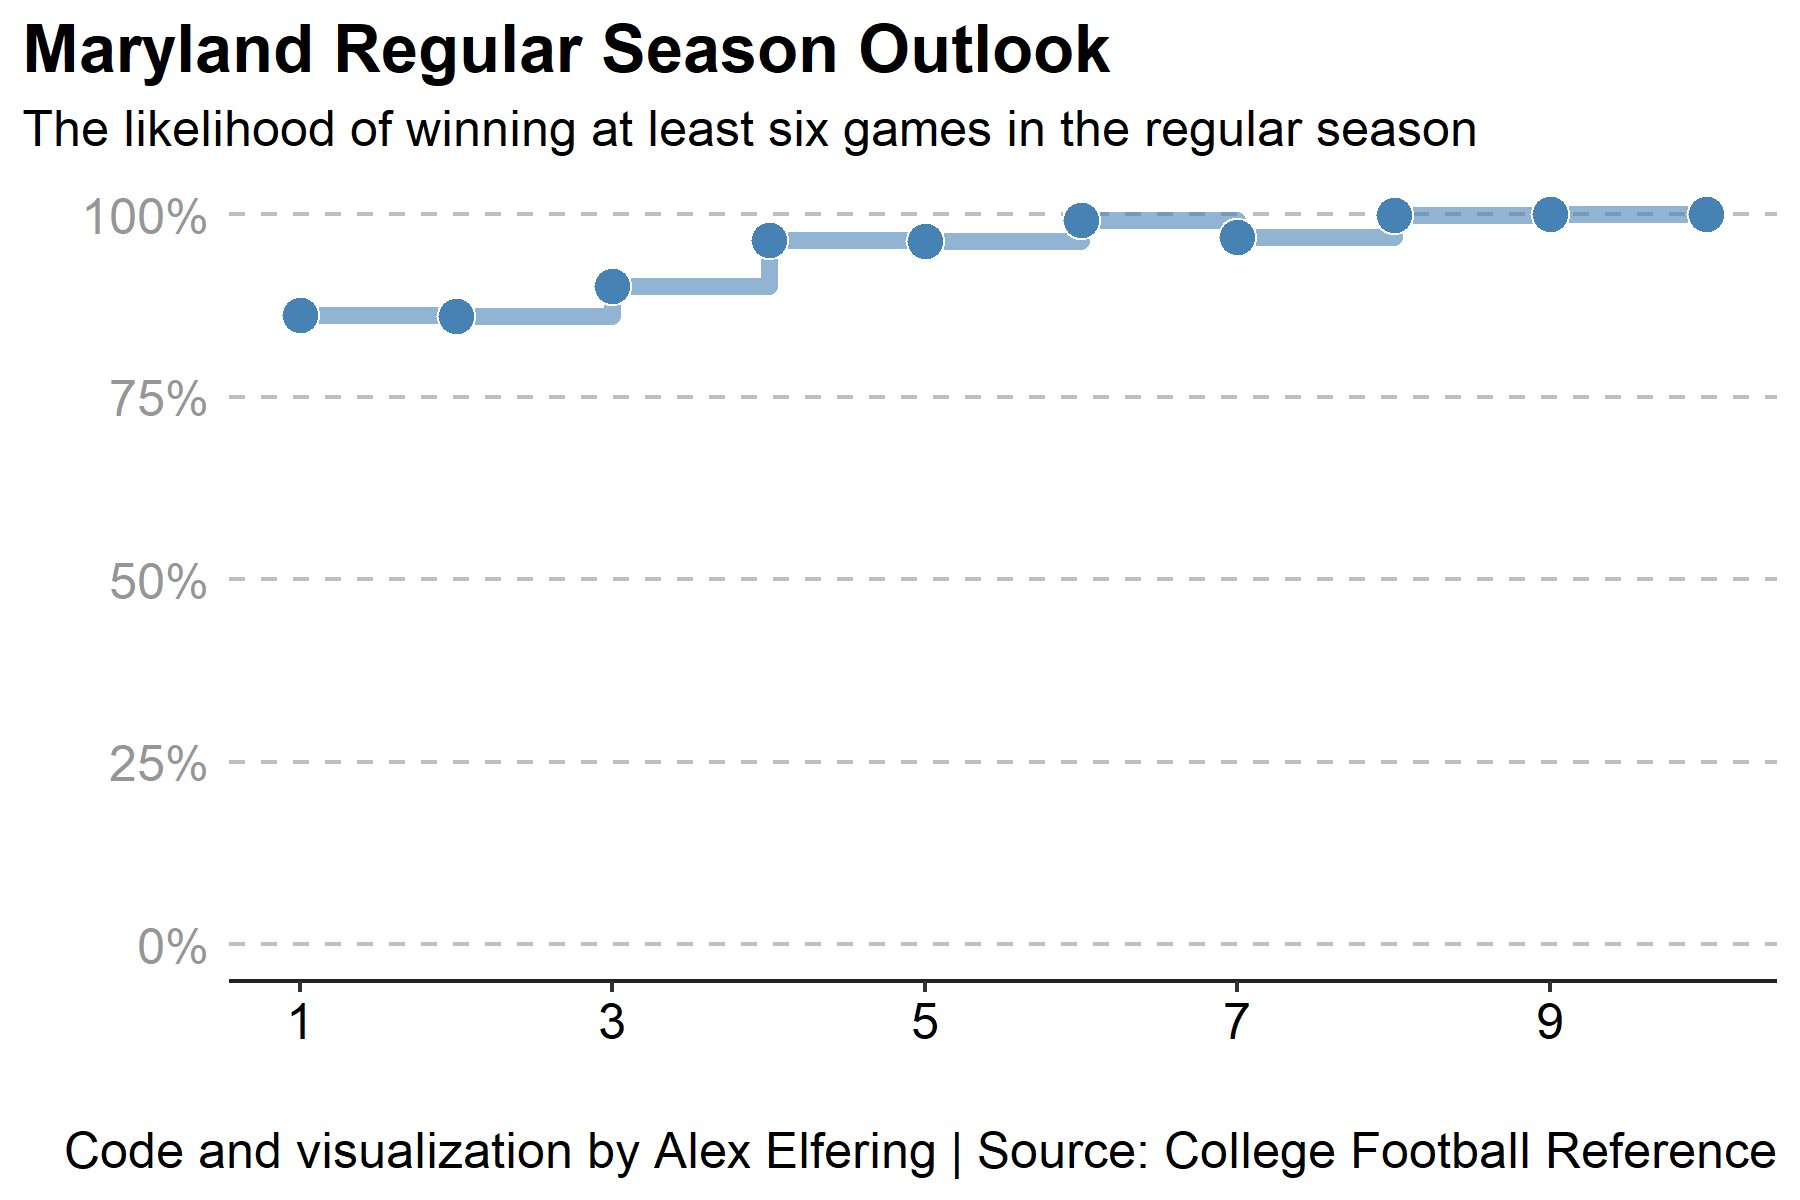 Maryland Regular Season Outlook
The likelihood of winning at least six games in the regular season
100%
75%
50%
25%
0%
1 3 5 7 9
Code and visualization by Alex Elfering | Source: College Football Reference